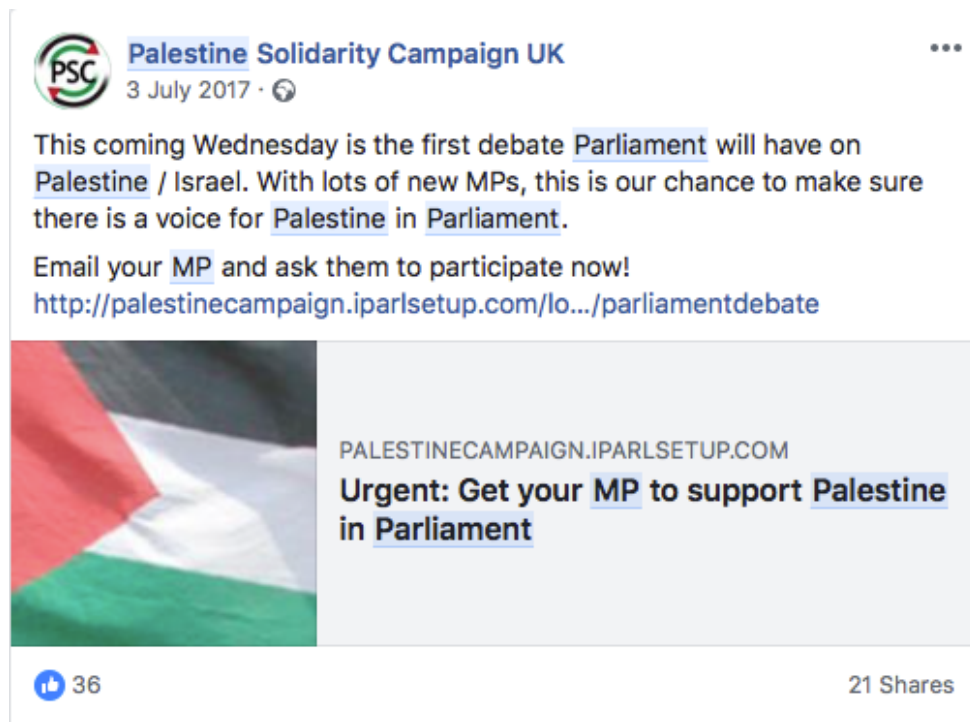 PSC
Palestine Solidarity Campaign UK
3 July 2017 ·
This coming Wednesday is the first debate Parliament will have on
Palestine / Israel. With lots of new MPs, this is our chance to make sure
there is a voice for Palestine in Parliament.
Email your MP and ask them to participate now!
http://palestinecampaign.iparlsetup.com/lo.../parliamentdebate
PALESTINECAMPAIGN.IPARLSETUP.COM
Urgent: Get your MP to support Palestine
in Parliament
36
21 Shares